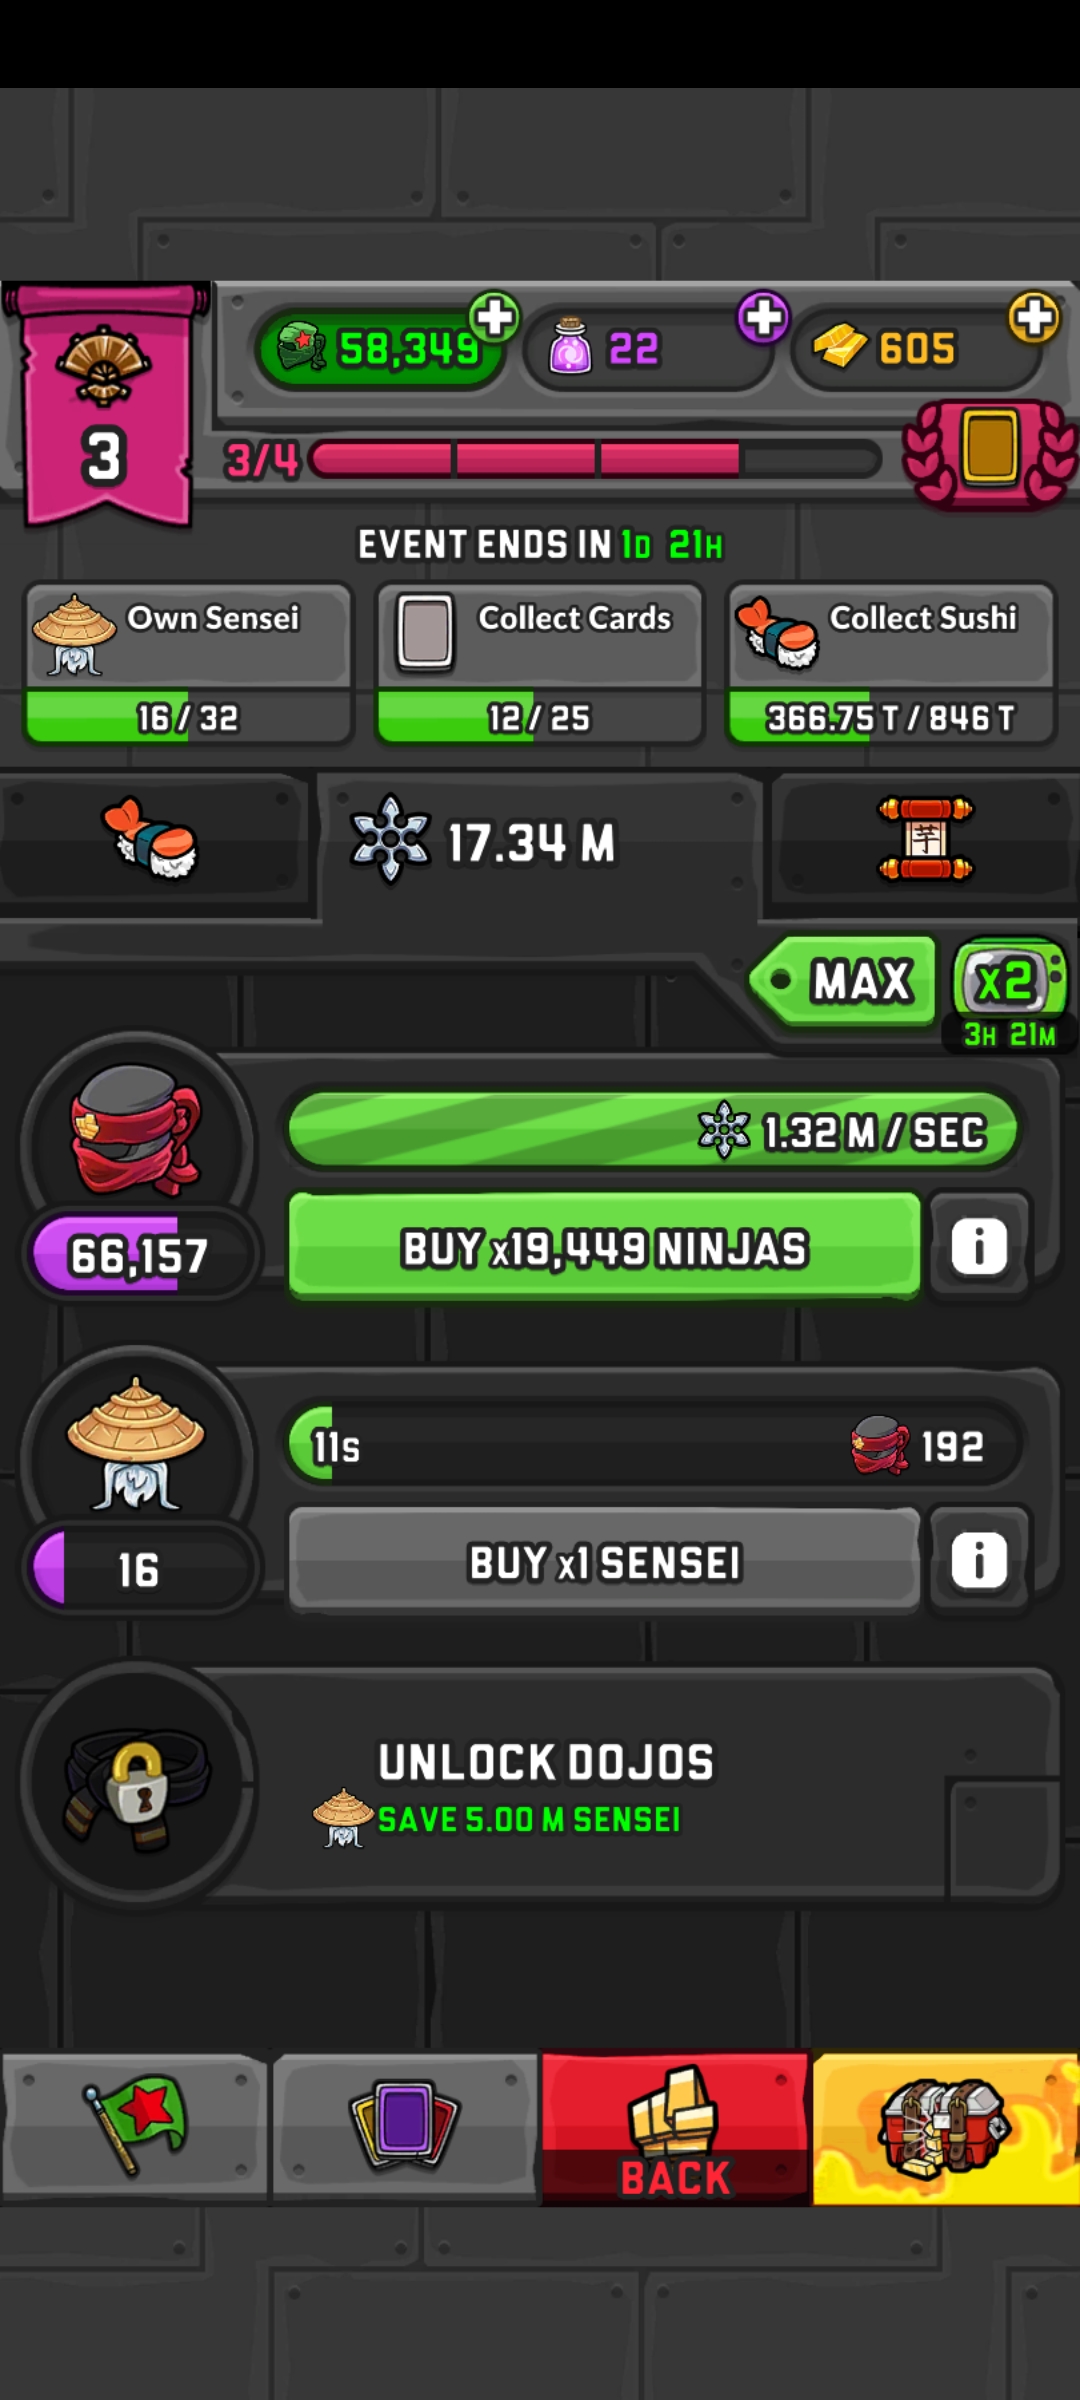 58,349
22
605
3
3/4
EVENT ENDS IN 1D 21H
Own Sensei
16 / 32
Collect Cards
12 / 25
Collect Sushi
366.75 T / 846 T
17.34 M
芋
MAX
x2
3H 21M
1.32 M / SEC
66,157
BUY x19,449 NINJAS
i
11s
192
16
BUY x1 SENSEI
i
UNLOCK DOJOS
SAVE 5.00 M SENSEI
BACK